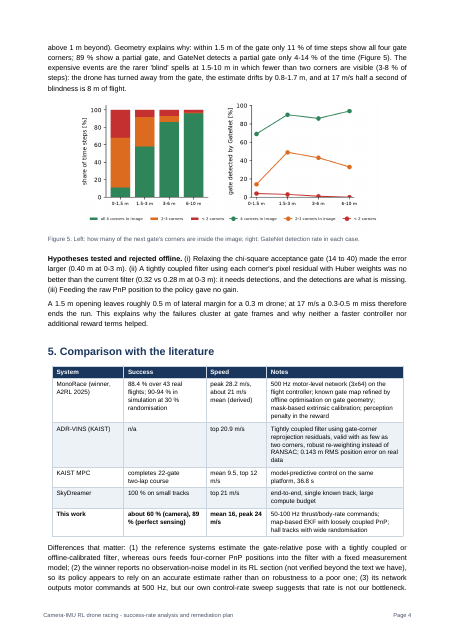 above 1 m beyond). Geometry explains why: within 1.5 m of the gate only 11 % of time steps show all four gate
corners; 89 % show a partial gate, and GateNet detects a partial gate only 4-14 % of the time (Figure 5). The
expensive events are the rarer 'blind' spells at 1.5-10 m in which fewer than two corners are visible (3-8 % of
steps): the drone has turned away from the gate, the estimate drifts by 0.8-1.7 m, and at 17 m/s half a second of
blindness is 8 m of flight.
share of time steps [%]
100
80
60
40
20
0
0-1.5 m 1.5-3 m 3-6 m 6-10 m
gate detected by GateNet [%]
100
80
60
40
20
0
0-1.5 m 1.5-3 m 3-6 m 6-10 m
all 4 corners in image 2-3 corners < 2 corners
all 4 corners in image 2-3 corners in image < 2 corners
Figure 5. Left: how many of the next gate's corners are inside the image; right: GateNet detection rate in each case.
Hypotheses tested and rejected offline. (i) Relaxing the chi-square acceptance gate (14 to 40) made the error
larger (0.40 m at 0-3 m). (ii) A tightly coupled filter using each corner's pixel residual with Huber weights was no
better than the current filter (0.32 vs 0.28 m at 0-3 m): it needs detections, and the detections are what is missing.
(iii) Feeding the raw PnP position to the policy gave no gain.
A 1.5 m opening leaves roughly 0.5 m of lateral margin for a 0.3 m drone; at 17 m/s a 0.3-0.5 m miss therefore
ends the run. This explains why the failures cluster at gate frames and why neither a faster controller nor
additional reward terms helped.
5. Comparison with the literature
System Success Speed Notes
MonoRace (winner, A2RL 2025) 88.4 % over 43 real flights; 90-94 % in simulation at 30 % randomisation peak 28.2 m/s, about 21 m/s mean (derived) 500 Hz motor-level network (3x64) on the flight controller; known gate map refined by offline optimisation on gate geometry; mask-based extrinsic calibration; perception penalty in the reward
ADR-VINS (KAIST) n/a top 20.9 m/s Tightly coupled filter using gate-corner reprojection residuals, valid with as few as two corners, robust re-weighting instead of RANSAC; 0.143 m RMS position error on real data
KAIST MPC completes 22-gate two-lap course mean 9.5, top 12 m/s model-predictive control on the same platform, 36.8 s
SkyDreamer 100 % on small tracks top 21 m/s end-to-end, single known track, large compute budget
This work about 60 % (camera), 89 % (perfect sensing) mean 16, peak 24 m/s 50-100 Hz thrust/body-rate commands; map-based EKF with loosely coupled PnP; hall tracks with wide randomisation
Differences that matter: (1) the reference systems estimate the gate-relative pose with a tightly coupled or
offline-calibrated filter, whereas ours feeds four-corner PnP positions into the filter with a fixed measurement
model; (2) the winner reports no observation-noise model in its RL section (not verified beyond the text we have),
so its policy appears to rely on an accurate estimate rather than on robustness to a poor one; (3) its network
outputs motor commands at 500 Hz, but our own control-rate sweep suggests that rate is not our bottleneck.
Camera-IMU RL drone racing - success-rate analysis and remediation plan Page 4